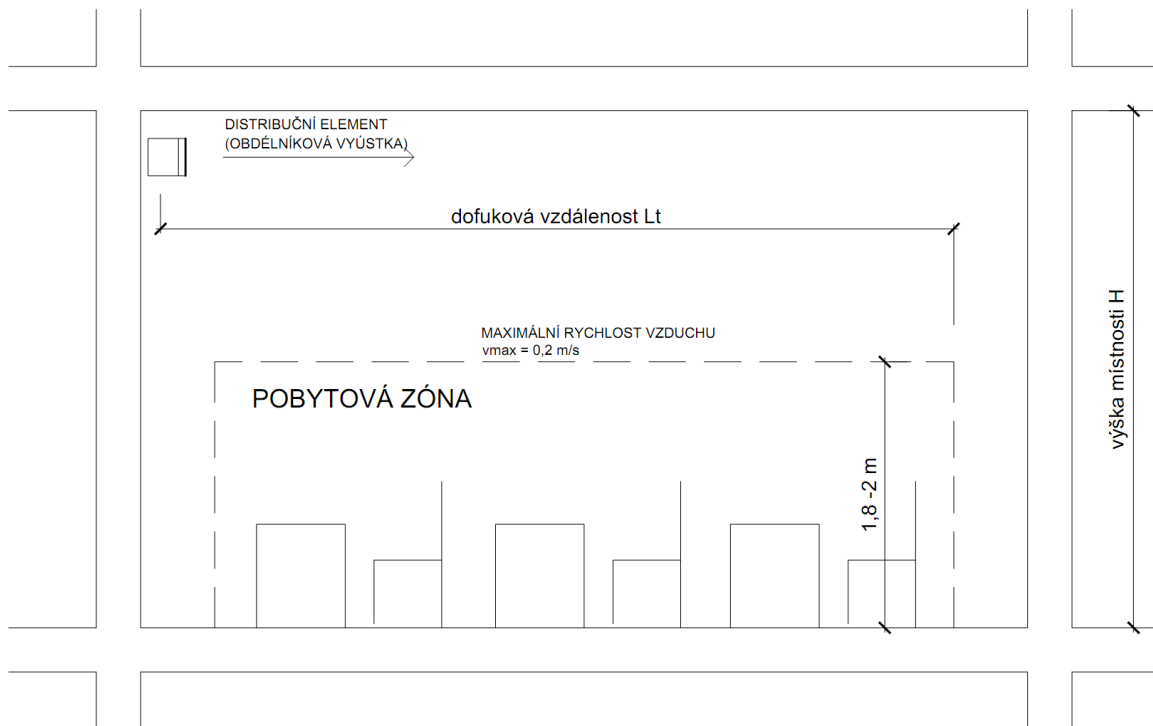 DISTRIBUČNÍ ELEMENT
(OBDÉLNÍKOVÁ VYÚSTKA)
dofuková vzdálenost Lt
MAXIMÁLNÍ RYCHLOST VZDUCHU
vmax = 0,2 m/s
POBYTOVÁ ZÓNA
1,8 -2 m
výška místnosti H